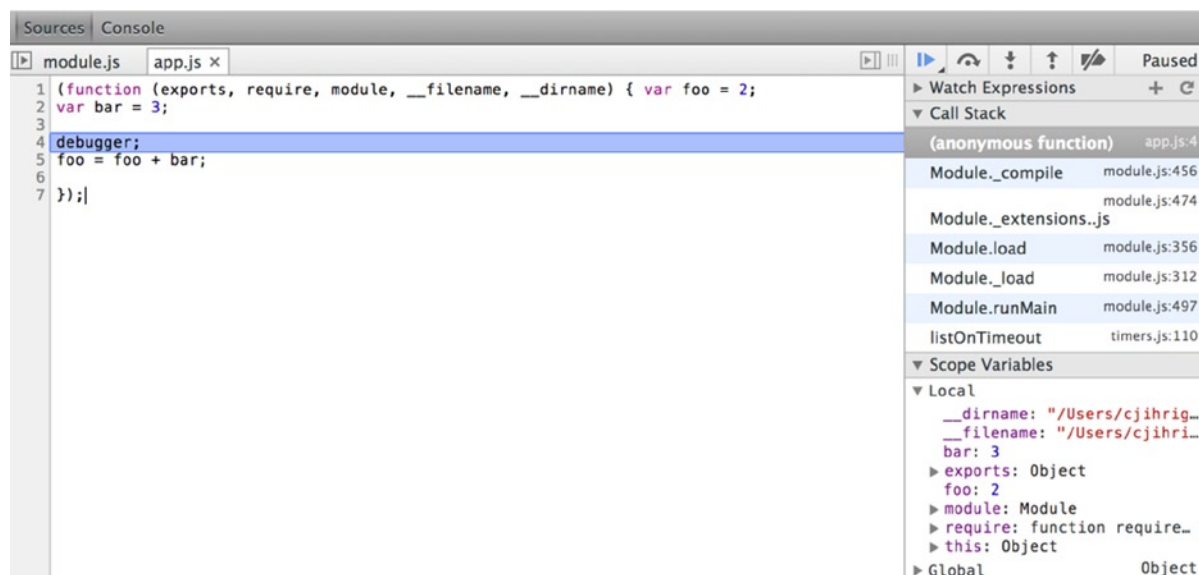 Sources Console
module.js app.js ×
1 (function (exports, require, module, __filename, __dirname) { var foo = 2;
2 var bar = 3;
3
4 debugger;
5 foo = foo + bar;
6
7 });
Paused
Watch Expressions
Call Stack
(anonymous function) app.js:4
Module._compile module.js:456
module.js:474
Module._extensions..js
Module.load module.js:356
Module._load module.js:312
Module.runMain module.js:497
listOnTimeout timers.js:110
Scope Variables
Local
__dirname: "/Users/cjihrig…
__filename: "/Users/cjihri…
bar: 3
exports: Object
foo: 2
module: Module
require: function require…
this: Object
Global Object